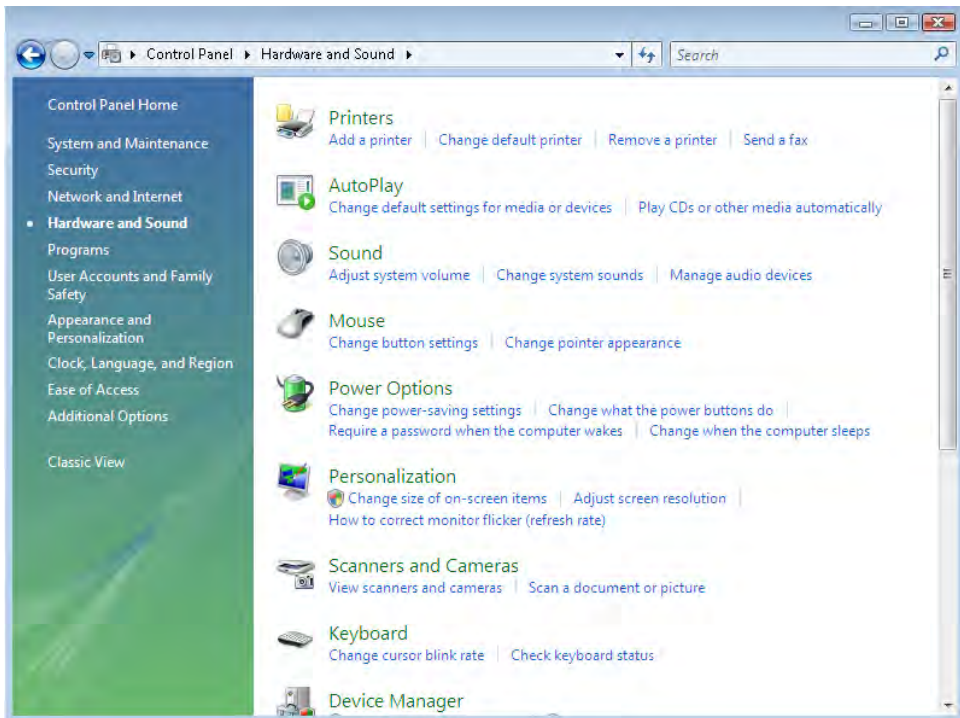 Control Panel Hardware and Sound Search
Control Panel Home
System and Maintenance
Security
Network and Internet
Hardware and Sound
Programs
User Accounts and Family
Safety
Appearance and
Personalization
Clock, Language, and Region
Ease of Access
Additional Options
Classic View
Printers
Add a printer Change default printer Remove a printer Send a fax
AutoPlay
Change default settings for media or devices Play CDs or other media automatically
Sound
Adjust system volume Change system sounds Manage audio devices
Mouse
Change button settings Change pointer appearance
Power Options
Change power-saving settings Change what the power buttons do
Require a password when the computer wakes Change when the computer sleeps
Personalization
Change size of on-screen items Adjust screen resolution
How to correct monitor flicker (refresh rate)
Scanners and Cameras
View scanners and cameras Scan a document or picture
Keyboard
Change cursor blink rate Check keyboard status
Device Manager